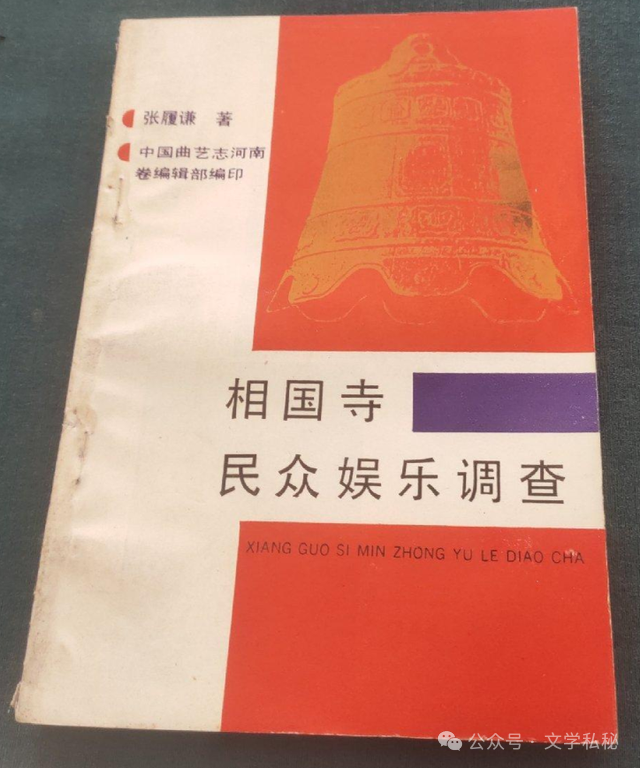 张履谦 著
中国曲艺志河南
卷编辑部编印
相国寺
民众娱乐调查
XIANG GUO SI MIN ZHONG YU LE DIAO CHA
公众号·文学私秘